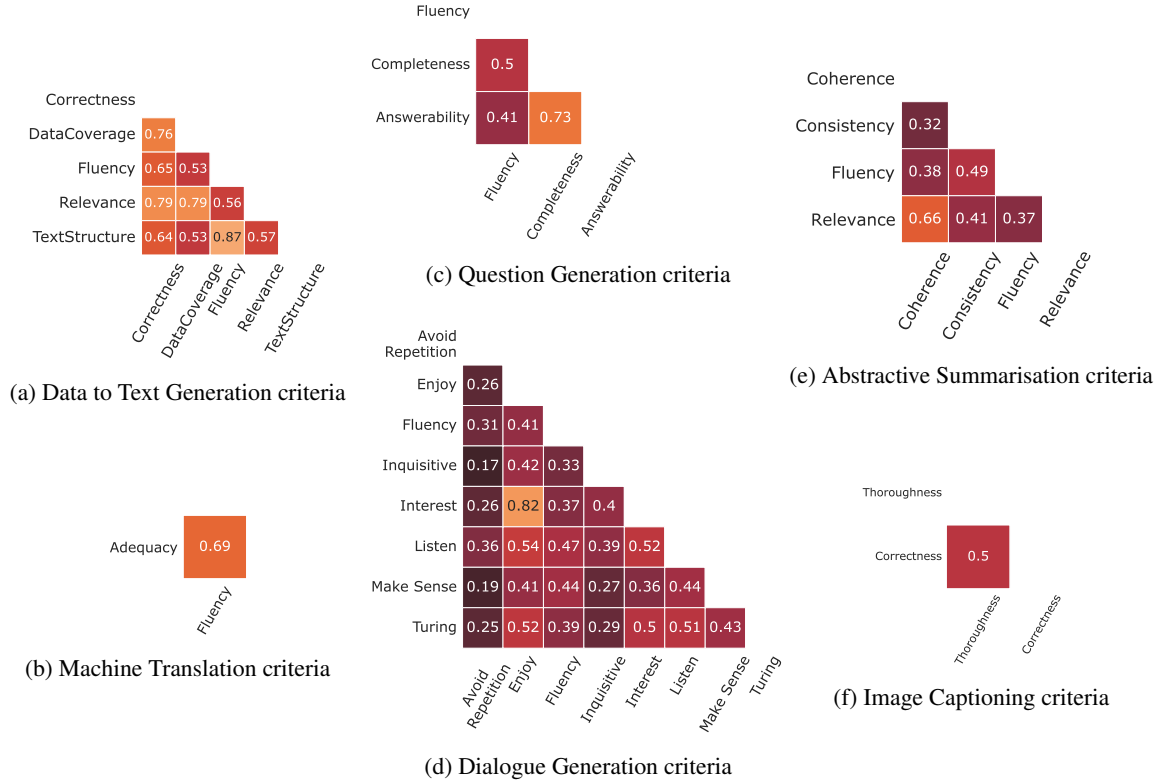 Correctness
DataCoverage
0.76
Fluency
0.65 0.53
Relevance
0.79 0.79 0.56
TextStructure
0.64 0.53 0.87 0.57
Correctness
DataCoverage
Fluency
Relevance
TextStructure
(a) Data to Text Generation criteria
Adequacy
0.69
Fluency
(b) Machine Translation criteria
Fluency
Completeness
0.5
Answerability
0.41 0.73
Fluency
Completeness
Answerability
(c) Question Generation criteria
Avoid
Repetition
Enjoy
0.26
Fluency
0.31 0.41
Inquisitive
0.17 0.42 0.33
Interest
0.26 0.82 0.37 0.4
Listen
0.36 0.54 0.47 0.39 0.52
Make Sense
0.19 0.41 0.44 0.27 0.36 0.44
Turing
0.25 0.52 0.39 0.29 0.5 0.51 0.43
Avoid
Repetition
Enjoy
Fluency
Inquisitive
Interest
Listen
Make Sense
Turing
(d) Dialogue Generation criteria
Coherence
Consistency
0.32
Fluency
0.38 0.49
Relevance
0.66 0.41 0.37
Coherence
Consistency
Fluency
Relevance
(e) Abstractive Summarisation criteria
Thoroughness
Correctness
0.5
Thoroughness
Correctness
(f) Image Captioning criteria